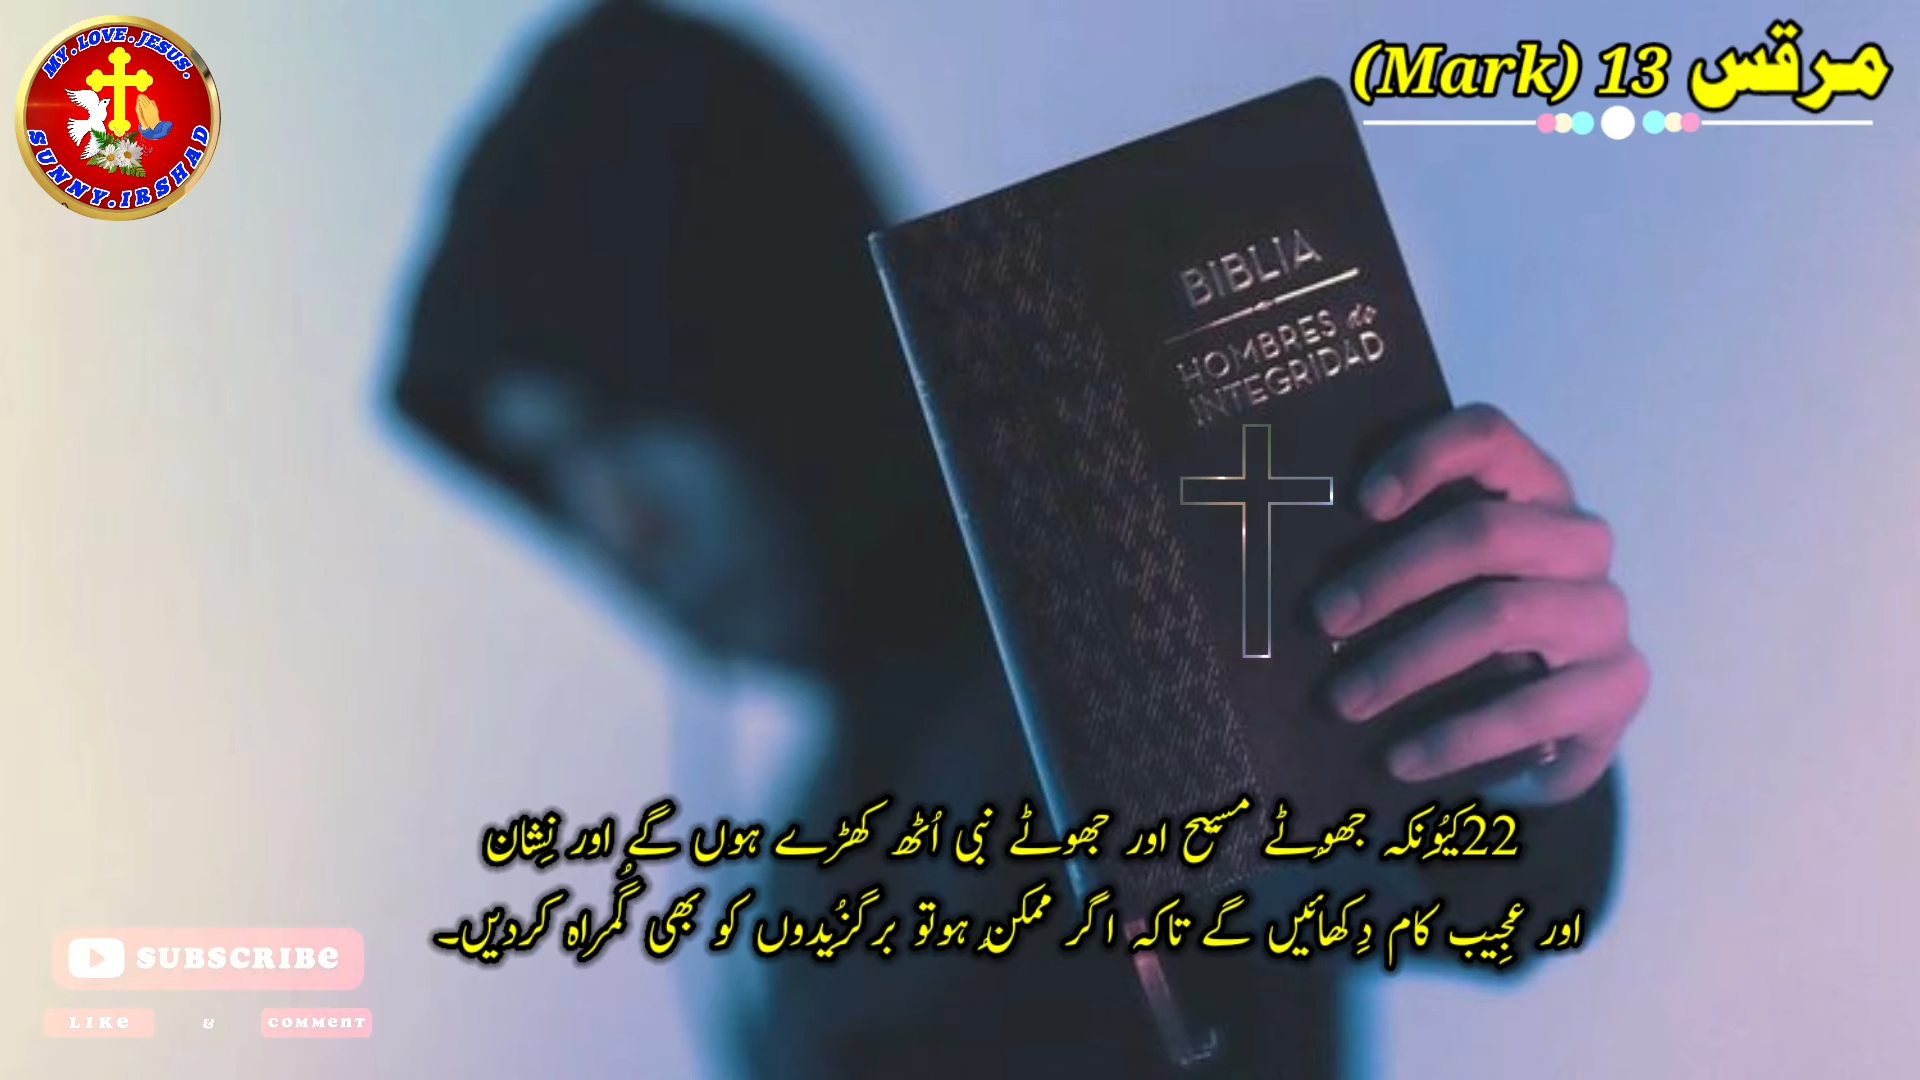 MY.LOVE.JESUS.
SUNNY.IRSHAD
مرقس 13 (Mark)
BIBLIA
HOMBRES de
INTEGRIDAD
22کیُونکہ جھُوٹے مسیح اور جھوٹے نبی اُٹھ کھڑے ہوں گے اور نِشان
اور عجِیب کام دِکھائیں گے تاکہ اگر ممکن ہوتو برگزُیدوں کو بھی گُمراہ کردیں۔
SUBSCRIBE
LIKE & COMMENT